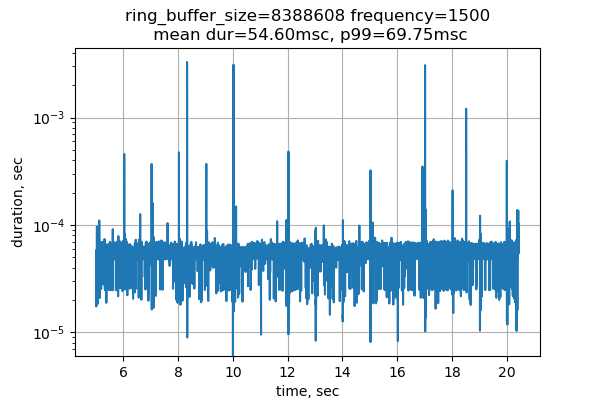 ring_buffer_size=8388608 frequency=1500
mean dur=54.60msc, p99=69.75msc
duration, sec
10⁻³
10⁻⁴
10⁻⁵
6 8 10 12 14 16 18 20
time, sec